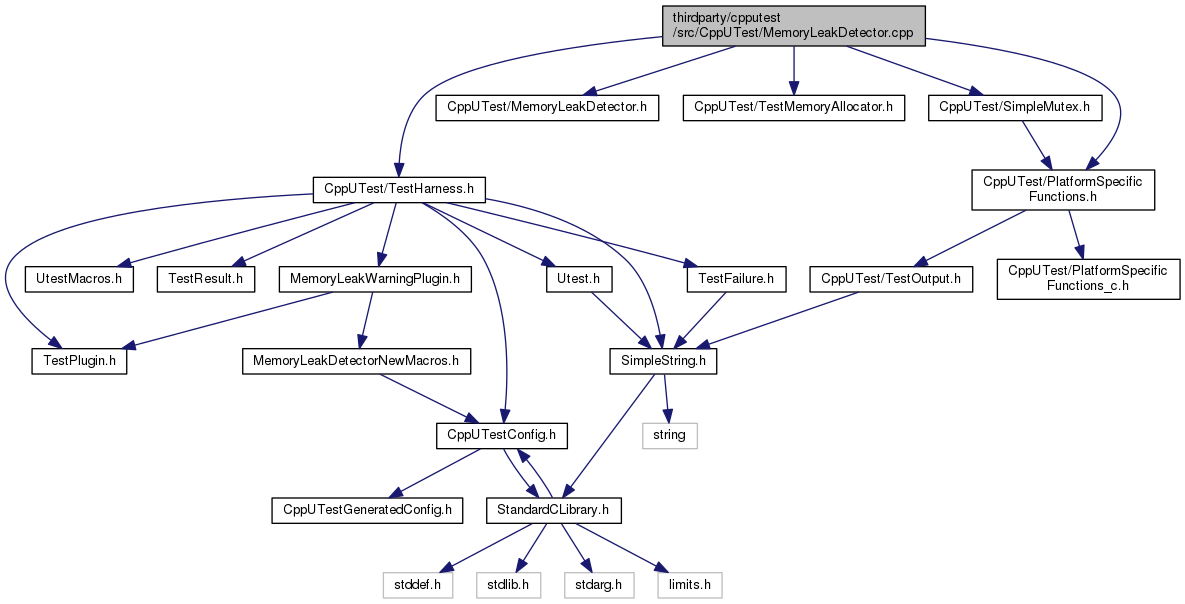 thirdparty/cpputest
/src/CppUTest/MemoryLeakDetector.cpp
CppUTest/MemoryLeakDetector.h
CppUTest/TestMemoryAllocator.h
CppUTest/SimpleMutex.h
CppUTest/TestHarness.h
CppUTest/PlatformSpecific
Functions.h
UtestMacros.h
TestResult.h
MemoryLeakWarningPlugin.h
Utest.h
TestFailure.h
CppUTest/TestOutput.h
CppUTest/PlatformSpecific
Functions_c.h
TestPlugin.h
MemoryLeakDetectorNewMacros.h
SimpleString.h
CppUTestConfig.h
string
CppUTestGeneratedConfig.h
StandardCLibrary.h
stddef.h
stdlib.h
stdarg.h
limits.h